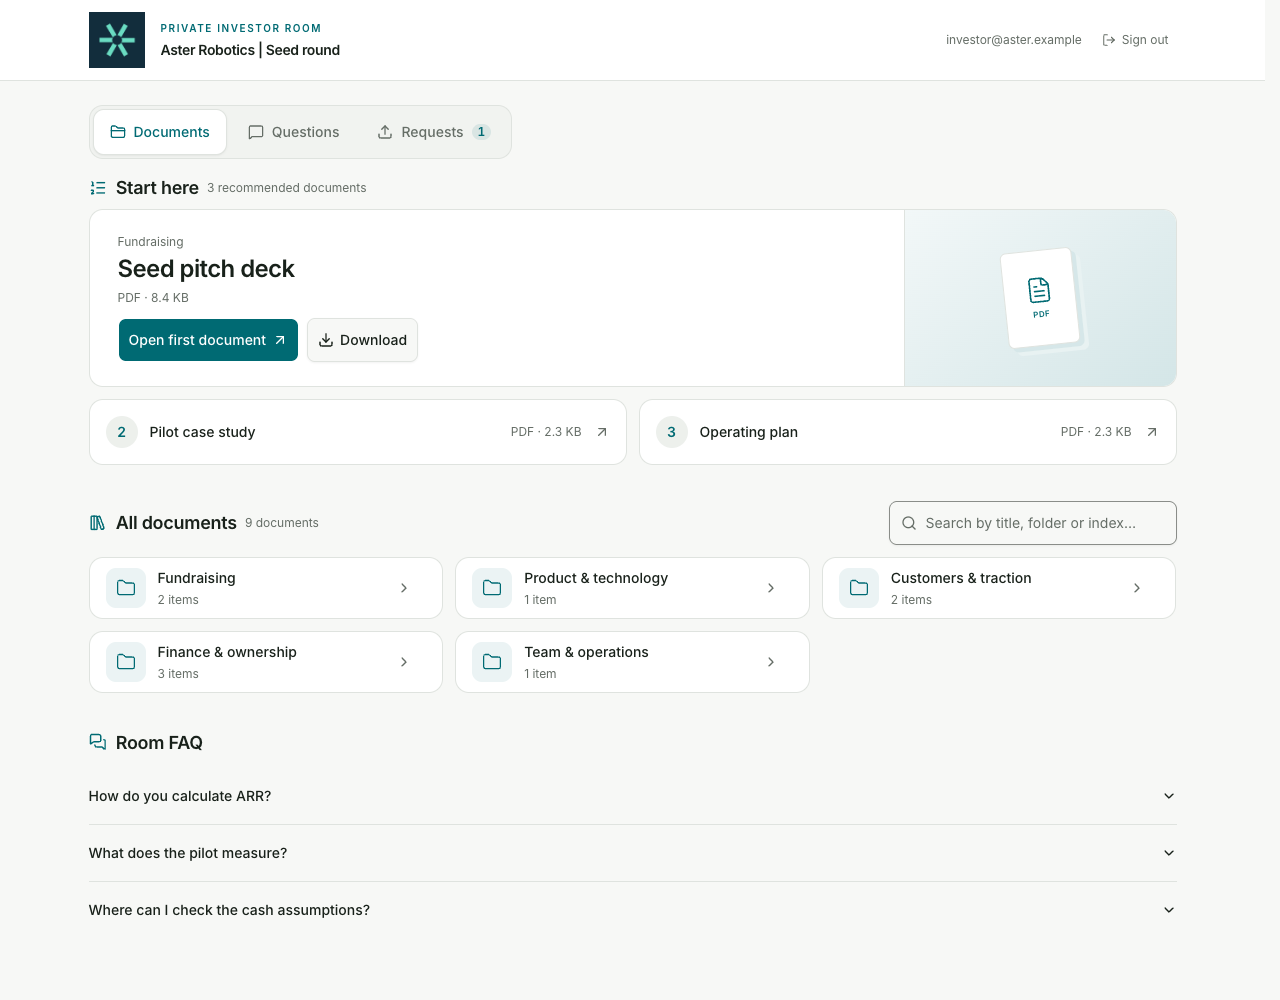 PRIVATE INVESTOR ROOM
Aster Robotics | Seed round
investor@aster.example
Sign out
Documents
Questions
Requests 1
Start here 3 recommended documents
Fundraising
Seed pitch deck
PDF · 8.4 KB
Open first document
Download
PDF
2 Pilot case study PDF · 2.3 KB
3 Operating plan PDF · 2.3 KB
All documents 9 documents
Search by title, folder or index...
Fundraising
2 items
Product & technology
1 item
Customers & traction
2 items
Finance & ownership
3 items
Team & operations
1 item
Room FAQ
How do you calculate ARR?
What does the pilot measure?
Where can I check the cash assumptions?